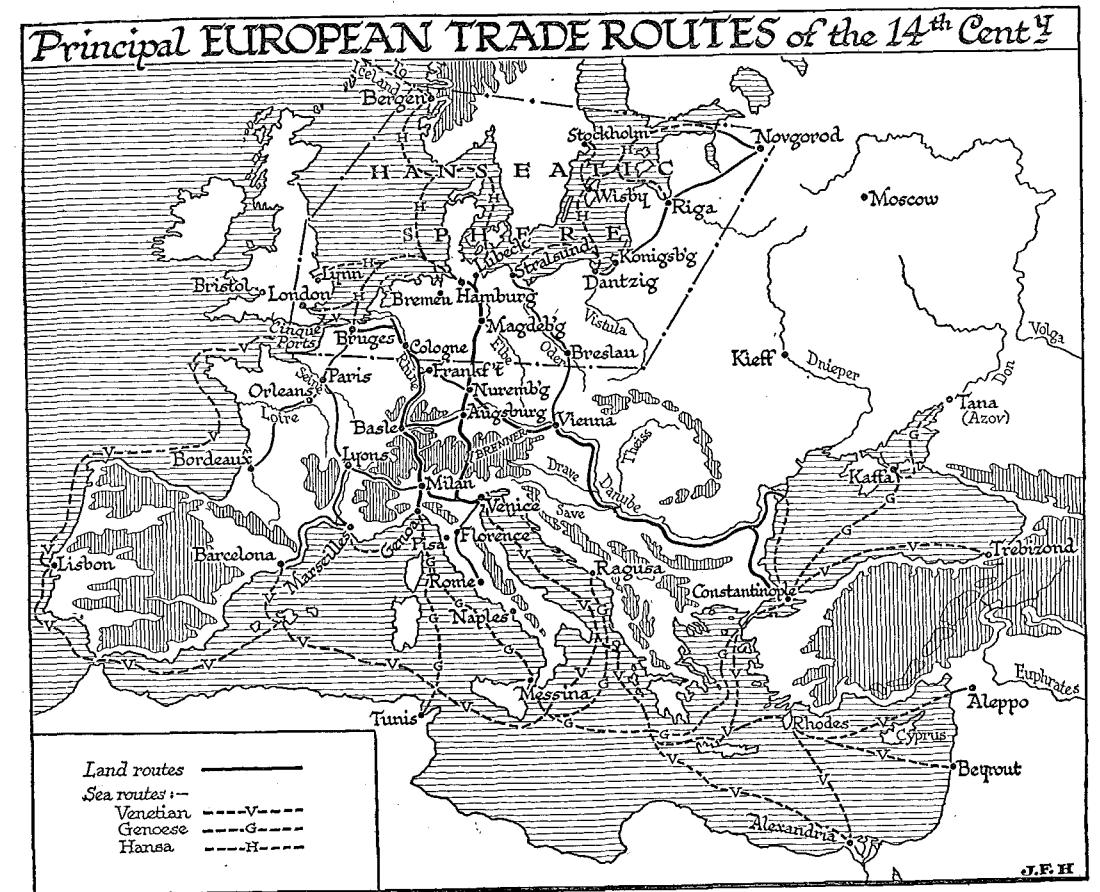 Principal EUROPEAN TRADE ROUTES of the 14th Centy
To Iceland
Bergen
Stockholm
Novgorod
HANSEATIC
SPHERE
Wisby
Riga
Moscow
Lübeck
Stralsund
Konigsb'g
Dantzig
Lynn
Bristol
London
Bremen
Hamburg
Cinque
Ports
Bruges
Magdeb'g
Vistula
Volga
Cologne
Elbe
Oder
Breslau
Kieff
Dnieper
Don
Rhine
Frankf't
Seine
Paris
Orleans
Nuremb'g
Tana
(Azov)
Loire
Augsburg
Vienna
Basle
BRENNER
Theiss
Bordeaux
Lyons
Milan
Drave
Danube
Kaffa
Venice
Save
Genoa
Pisa
Florence
Lisbon
Barcelona
Marseilles
Ragusa
Trebizond
Rome
Constantinople
Naples
Euphrates
Messina
Aleppo
Tunis
Rhodes
Cyprus
Beyrout
Alexandria
Land routes
Sea routes:—
Venetian ---V---
Genoese ---G---
Hansa ---H---
J.F.H